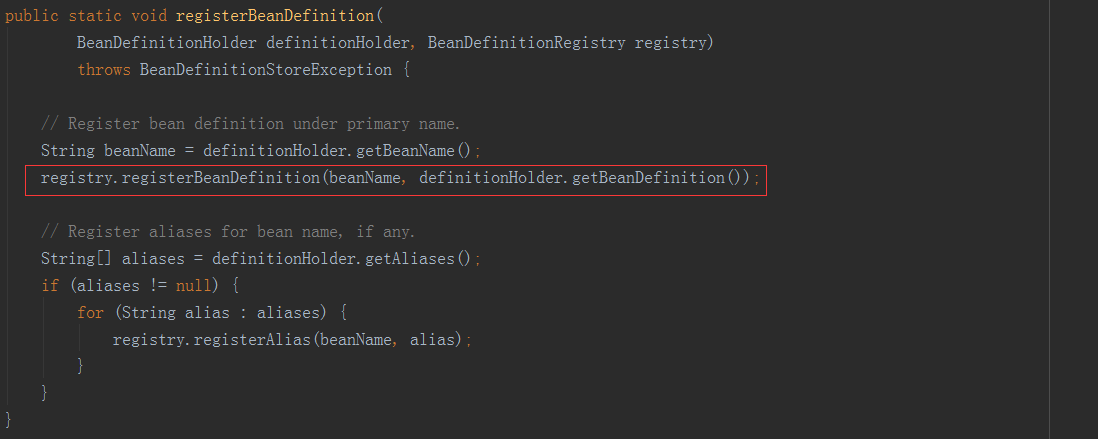 public static void registerBeanDefinition(
BeanDefinitionHolder definitionHolder, BeanDefinitionRegistry registry)
throws BeanDefinitionStoreException {
// Register bean definition under primary name.
String beanName = definitionHolder.getBeanName();
registry.registerBeanDefinition(beanName, definitionHolder.getBeanDefinition());
// Register aliases for bean name, if any.
String[] aliases = definitionHolder.getAliases();
if (aliases != null) {
for (String alias : aliases) {
registry.registerAlias(beanName, alias);
}
}
}